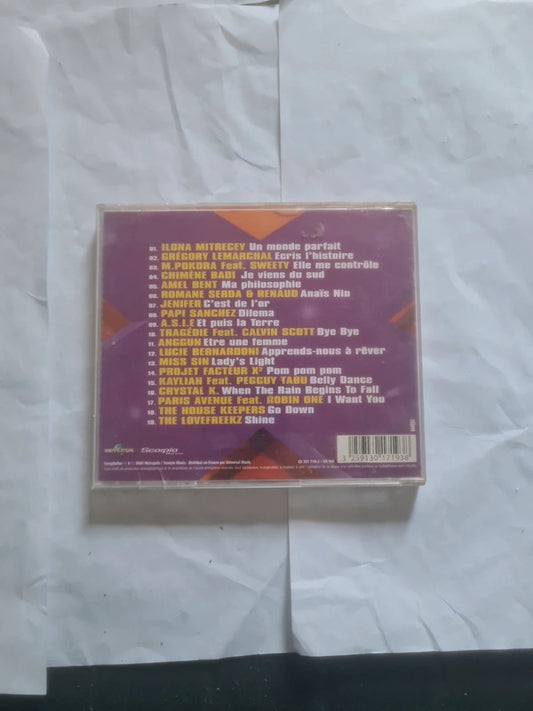 01. ILONA MITRECEY Un monde parfait
02. GRÉGORY LEMARCHAL Ecris l'histoire
03. M.POKORA Feat. SWEETY Elle me contrôle
04. CHIMÈNE BADI Je viens du sud
05. AMEL BENT Ma philosophie
06. ROMANE SERDA & RENAUD Anaïs Nin
07. JENIFER C'est de l'or
08. PAPI SANCHEZ Dilema
09. A.S.I.E Et puis la Terre
10. TRAGÉDIE Feat. CALVIN SCOTT Bye Bye
11. ANGGUN Etre une femme
12. LUCIE BERNARDONI Apprends-nous à rêver
13. MISS SIN Lady's Light
14. PROJET FACTEUR X² Pom pom pom
15. KAYLIAH Feat. PEGGUY TABU Belly Dance
16. CRYSTAL K. When The Rain Begins To Fall
17. PARIS AVENUE Feat. ROBIN ONE I Want You
18. THE HOUSE KEEPERS Go Down
19. THE LOVEFREEKZ Shine
Scorpio
3 259130 171938